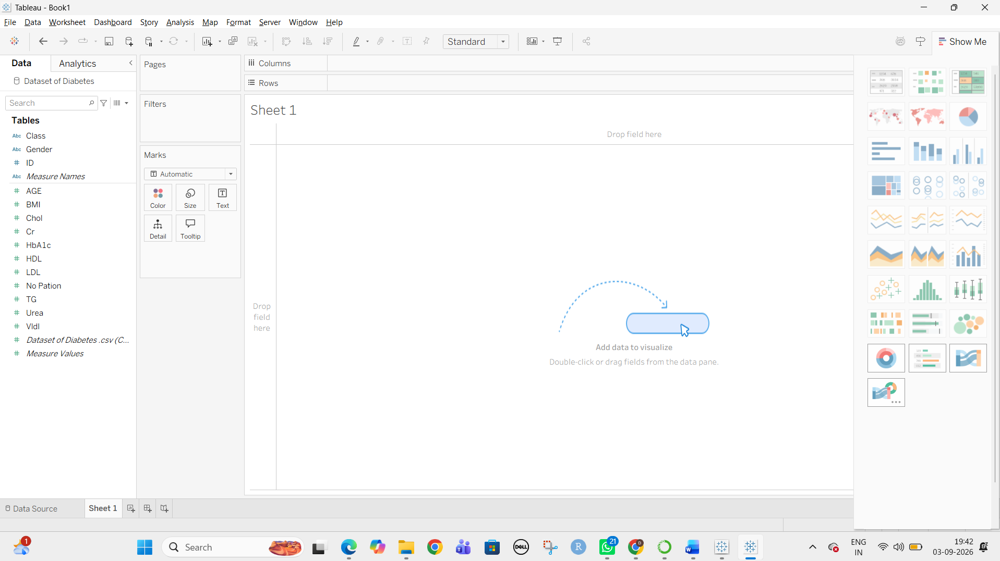 Tableau - Book1
File Data Worksheet Dashboard Story Analysis Map Format Server Window Help
Standard
Show Me
Data Analytics
Dataset of Diabetes
Search
Tables
Abc Class
Abc Gender
# ID
Abc Measure Names
# AGE
# BMI
# Chol
# Cr
# HbA1c
# HDL
# LDL
# No Pation
# TG
# Urea
# Vldl
# Dataset of Diabetes .csv (C...
# Measure Values
Pages
Filters
Marks
Automatic
Color Size Text
Detail Tooltip
Columns
Rows
Sheet 1
Drop field here
Drop
field
here
Add data to visualize
Double-click or drag fields from the data pane.
Data Source Sheet 1
1
Search
DELL
R
21
D
W
ENG
IN
19:42
03-09-2026